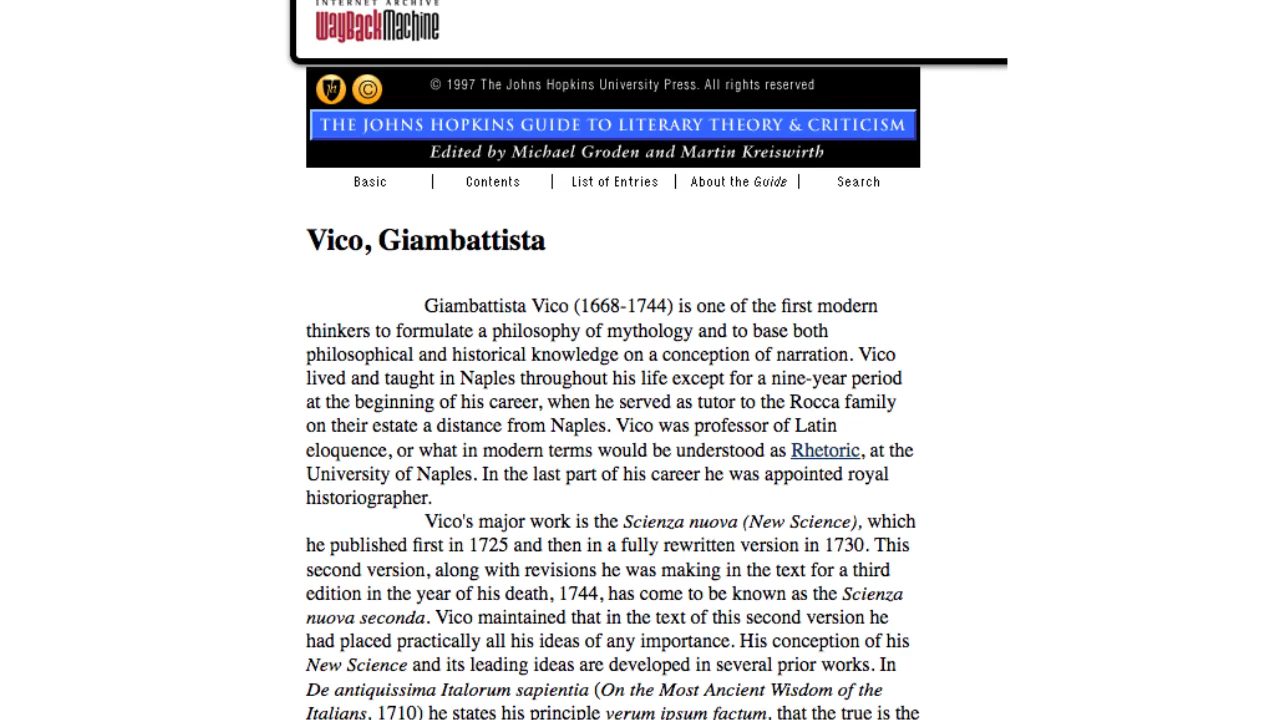 INTERNET ARCHIVE
WayBackMachine
© 1997 The Johns Hopkins University Press. All rights reserved
THE JOHNS HOPKINS GUIDE TO LITERARY THEORY & CRITICISM
Edited by Michael Groden and Martin Kreiswirth
Basic | Contents | List of Entries | About the Guide | Search
Vico, Giambattista
Giambattista Vico (1668-1744) is one of the first modern
thinkers to formulate a philosophy of mythology and to base both
philosophical and historical knowledge on a conception of narration. Vico
lived and taught in Naples throughout his life except for a nine-year period
at the beginning of his career, when he served as tutor to the Rocca family
on their estate a distance from Naples. Vico was professor of Latin
eloquence, or what in modern terms would be understood as Rhetoric, at the
University of Naples. In the last part of his career he was appointed royal
historiographer.
Vico's major work is the Scienza nuova (New Science), which
he published first in 1725 and then in a fully rewritten version in 1730. This
second version, along with revisions he was making in the text for a third
edition in the year of his death, 1744, has come to be known as the Scienza
nuova seconda. Vico maintained that in the text of this second version he
had placed practically all his ideas of any importance. His conception of his
New Science and its leading ideas are developed in several prior works. In
De antiquissima Italorum sapientia (On the Most Ancient Wisdom of the
Italians, 1710) he states his principle verum ipsum factum, that the true is the